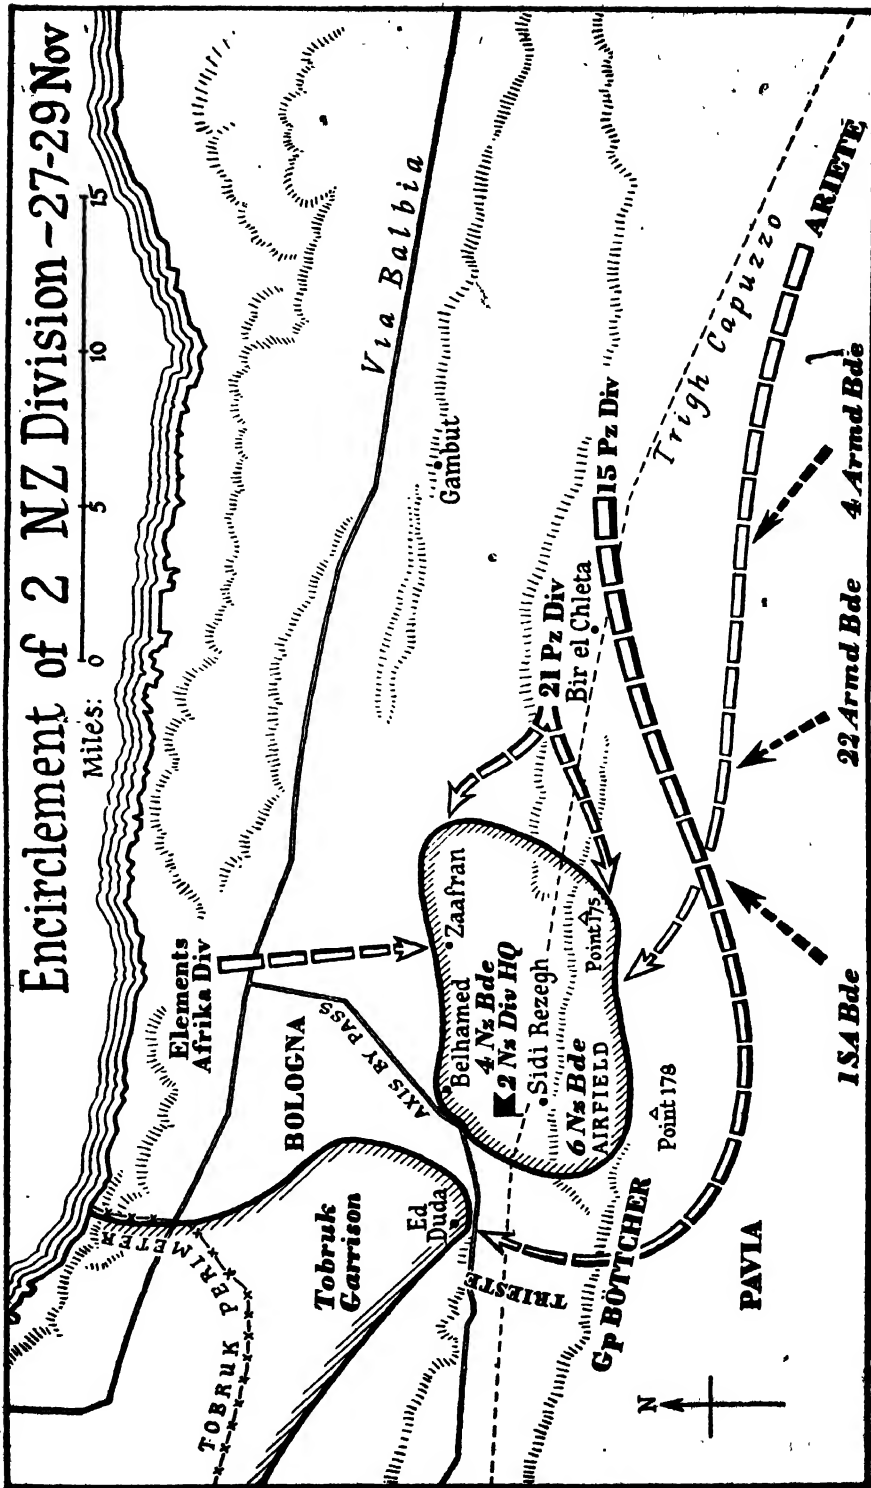 Encirclement of 2 NZ Division - 27-29 Nov
Miles: 0 5 10 15
TOBRUK PERIMETER
Elements
Afrika Div
Via Balbia
BOLOGNA
AXIS BY PASS
Tobruk
Garrison
Ed
Duda
Gambut
Belhamed
Zaafran
4 NZ Bde
2 NZ Div HQ
Sidi Rezegh
6 NZ Bde
AIRFIELD
Point 175
Point 178
21 Pz Div
Bir el Chleta
15 Pz Div
Trigh Capuzzo
TRIESTE
Gp BÖTTCHER
PAVIA
ARIETE
N
1 SA Bde
22 Armd Bde
4 Armd Bde